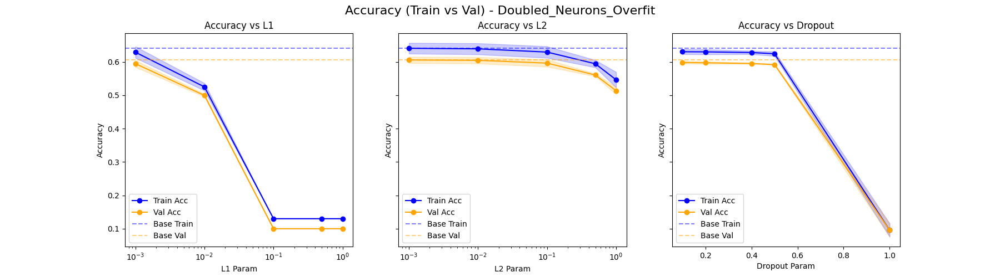 Accuracy (Train vs Val) - Doubled_Neurons_Overfit
Accuracy vs L1
Accuracy
0.6
0.5
0.4
0.3
0.2
0.1
Train Acc
Val Acc
Base Train
Base Val
10⁻³
10⁻²
10⁻¹
10⁰
L1 Param
Accuracy vs L2
Accuracy
Train Acc
Val Acc
Base Train
Base Val
10⁻³
10⁻²
10⁻¹
10⁰
L2 Param
Accuracy vs Dropout
Accuracy
Train Acc
Val Acc
Base Train
Base Val
0.2
0.4
0.6
0.8
1.0
Dropout Param